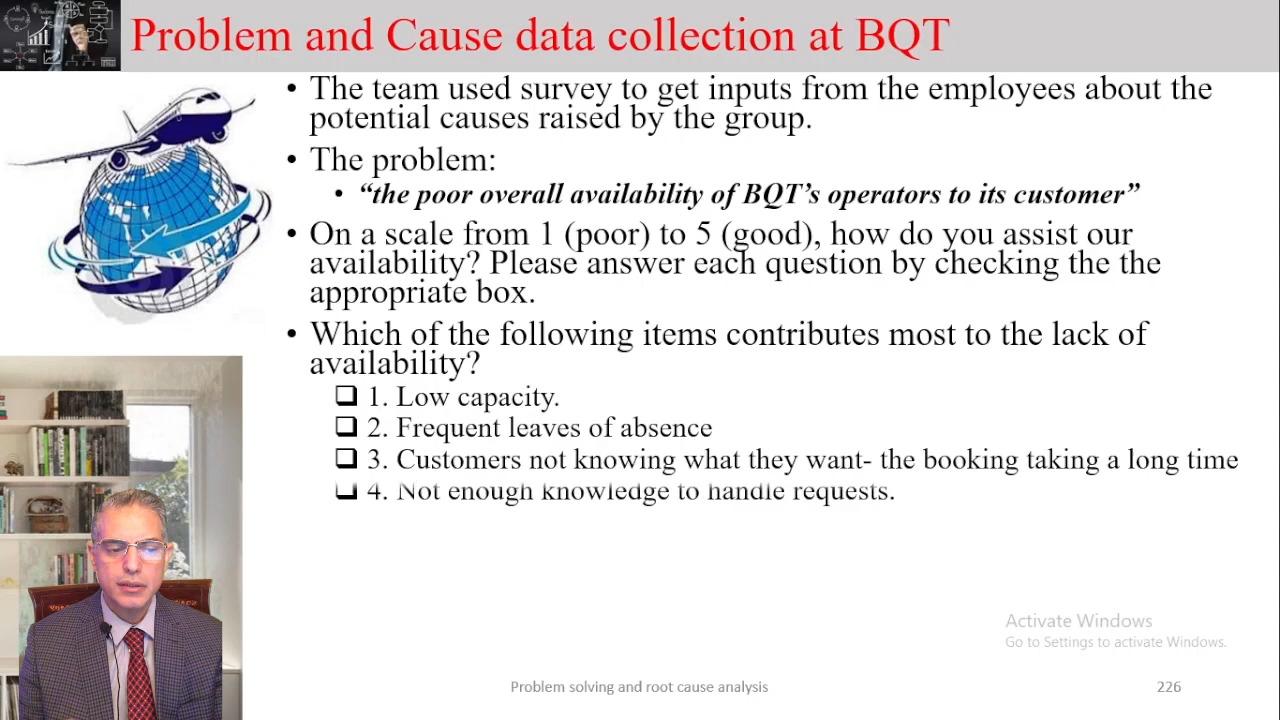 Problem and Cause data collection at BQT
• The team used survey to get inputs from the employees about the
potential causes raised by the group.
• The problem:
• “the poor overall availability of BQT’s operators to its customer”
• On a scale from 1 (poor) to 5 (good), how do you assist our
availability? Please answer each question by checking the the
appropriate box.
• Which of the following items contributes most to the lack of
availability?
❑ 1. Low capacity.
❑ 2. Frequent leaves of absence
❑ 3. Customers not knowing what they want- the booking taking a long time
❑ 4. Not enough knowledge to handle requests.
Activate Windows
Go to Settings to activate Windows.
Problem solving and root cause analysis
226